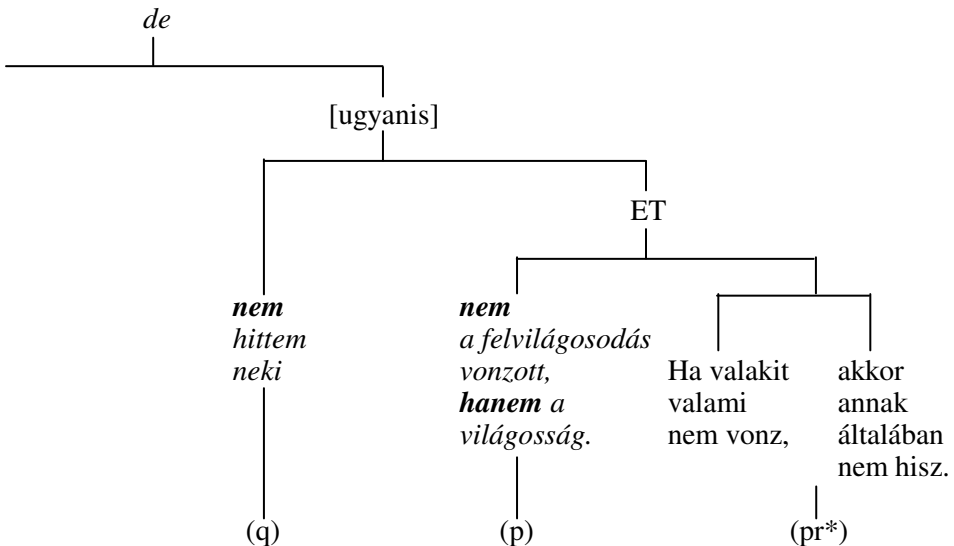 de
[ugyanis]
ET
nem
hittem
neki
nem
a felvilágosodás
vonzott,
hanem a
világosság.
Ha valakit
valami
nem vonz,
akkor
annak
általában
nem hisz.
(q)
(p)
(pr*)